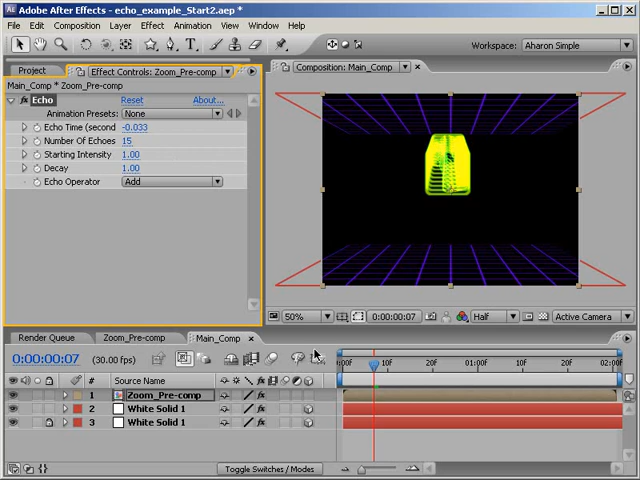 Adobe After Effects - echo_example_Start2.aep *
File Edit Composition Layer Effect Animation View Window Help
Workspace: Aharon Simple
Project Effect Controls: Zoom_Pre-comp
Composition: Main_Comp
Main_Comp * Zoom_Pre-comp
fx Echo Reset About...
Animation Presets: None
Echo Time (second -0.033
Number Of Echoes 15
Starting Intensity 1.00
Decay 1.00
Echo Operator Add
50% 0:00:00:07 Half Active Camera
Render Queue Zoom_Pre-comp Main_Comp
0:00:00:07 (30.00 fps)
:00F 10F 20F 01:00F 10F 20F 02:00F
# Source Name
1 Zoom_Pre-comp
2 White Solid 1
3 White Solid 1
Toggle Switches / Modes